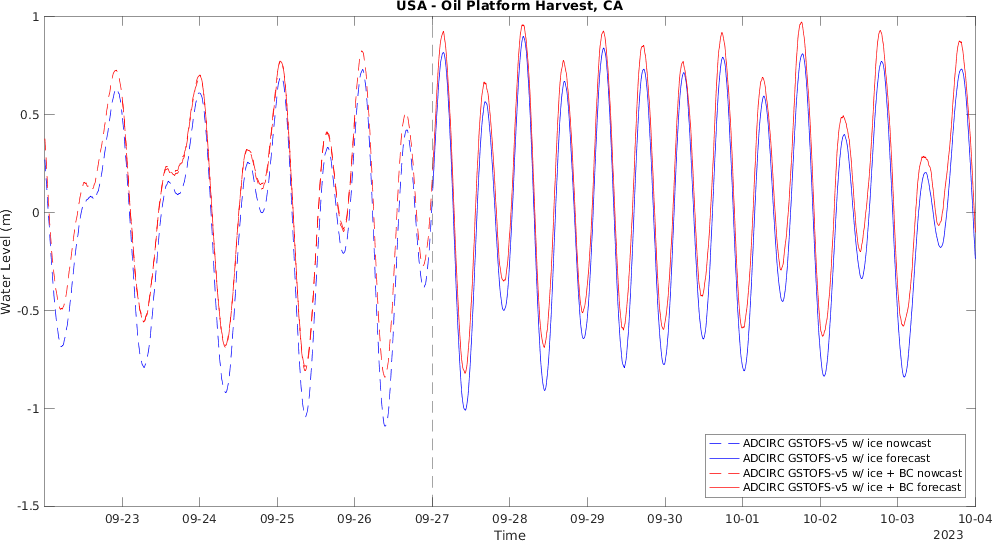 USA - Oil Platform Harvest, CA
Water Level (m)
1
0.5
0
-0.5
-1
-1.5
09-23
09-24
09-25
09-26
09-27
09-28
09-29
09-30
10-01
10-02
10-03
10-04
Time
2023
ADCIRC GSTOFS-v5 w/ ice nowcast
ADCIRC GSTOFS-v5 w/ ice forecast
ADCIRC GSTOFS-v5 w/ ice + BC nowcast
ADCIRC GSTOFS-v5 w/ ice + BC forecast